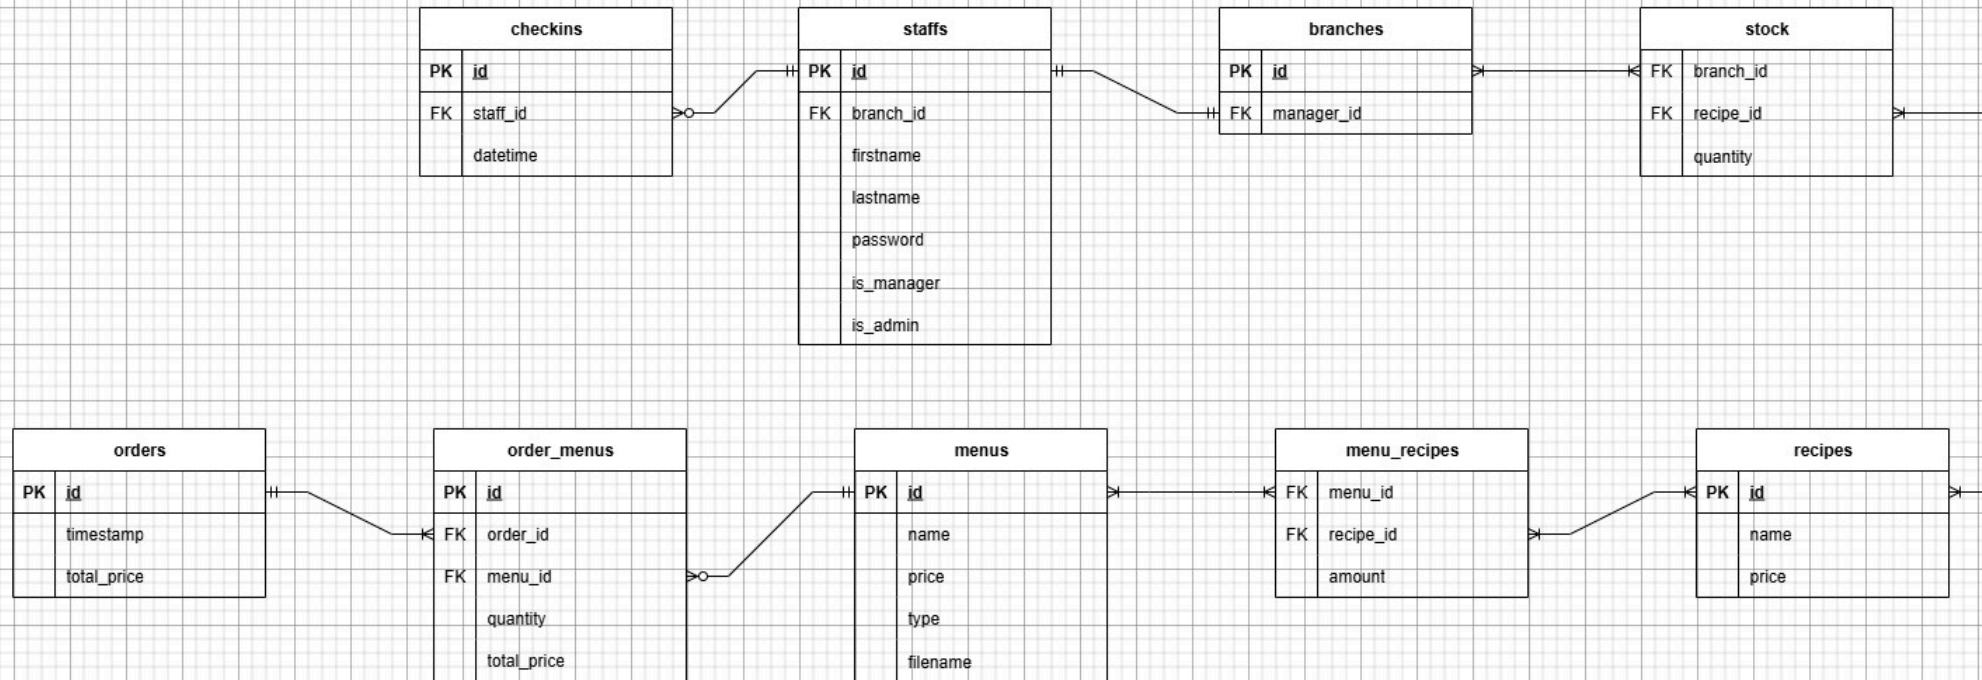 checkins
PK id
FK staff_id
datetime
staffs
PK id
FK branch_id
firstname
lastname
password
is_manager
is_admin
branches
PK id
FK manager_id
stock
FK branch_id
FK recipe_id
quantity
orders
PK id
timestamp
total_price
order_menus
PK id
FK order_id
FK menu_id
quantity
total_price
menus
PK id
name
price
type
filename
menu_recipes
FK menu_id
FK recipe_id
amount
recipes
PK id
name
price